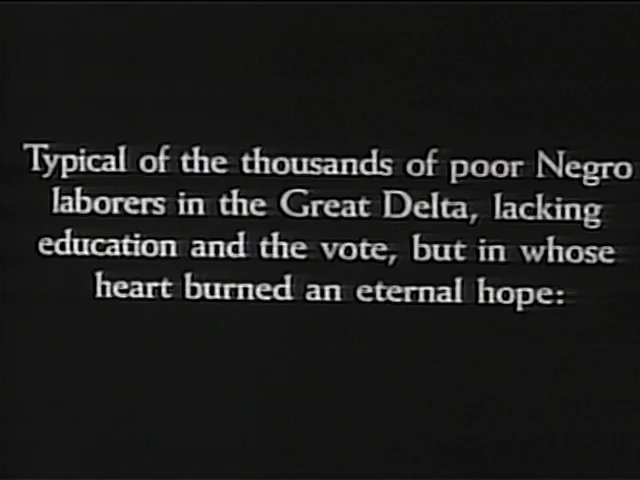 Typical of the thousands of poor Negro
laborers in the Great Delta, lacking
education and the vote, but in whose
heart burned an eternal hope: